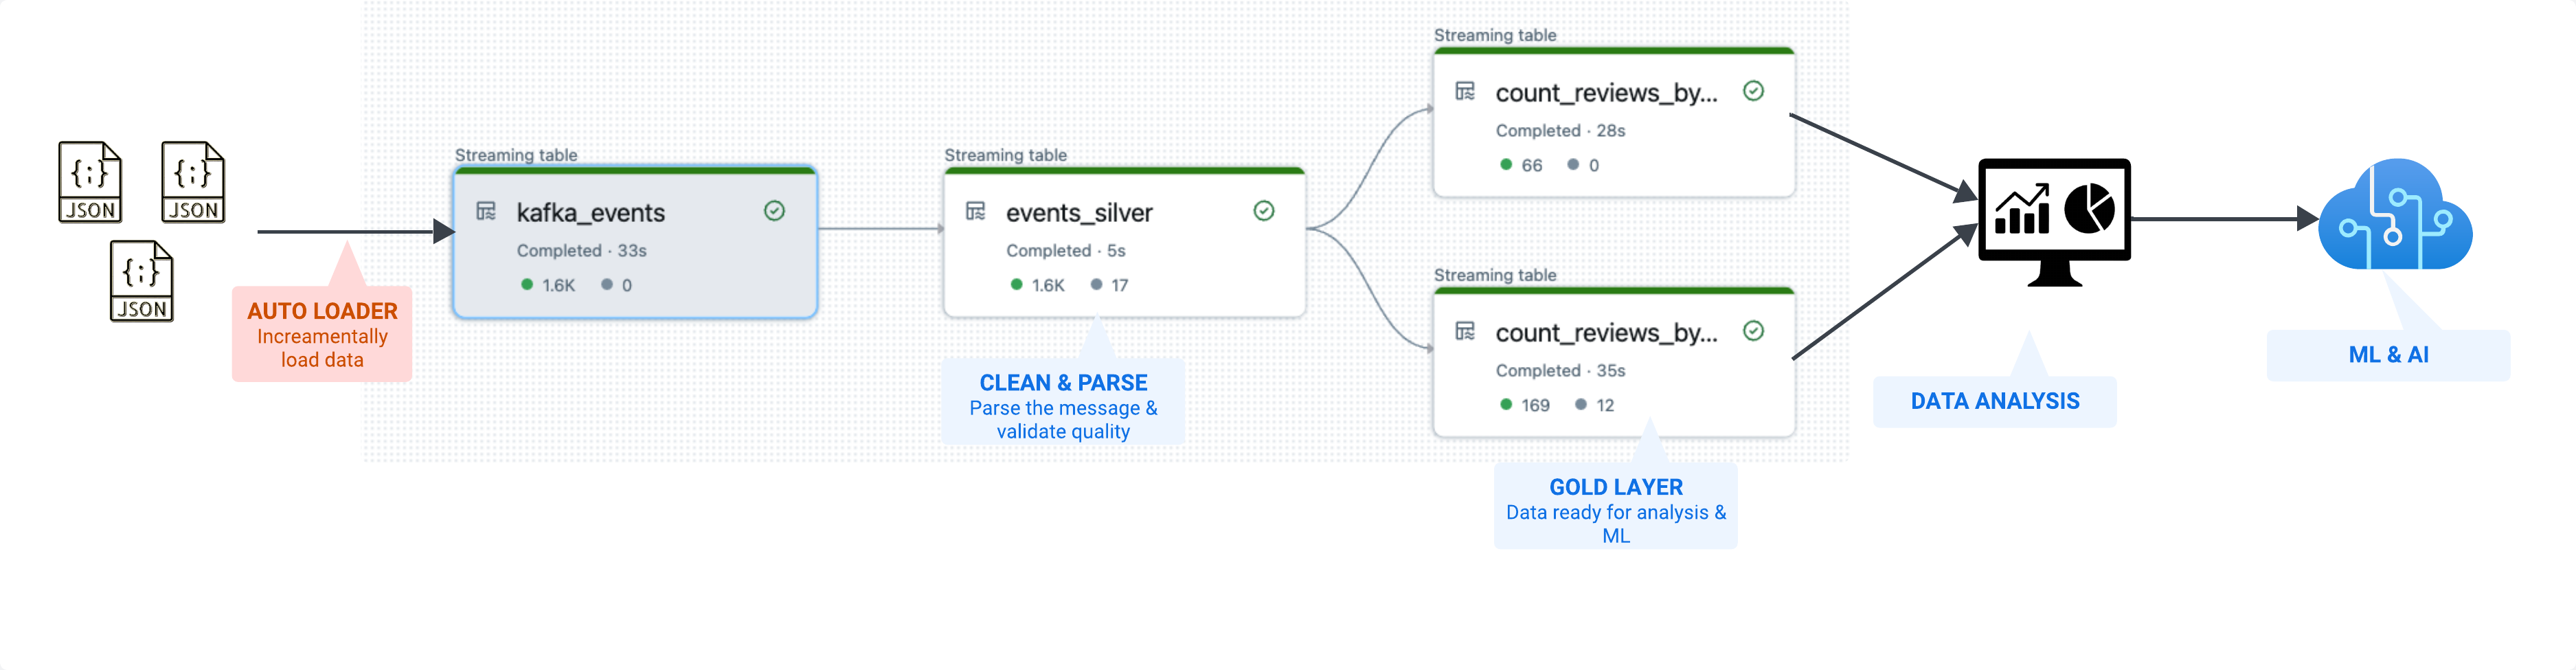 {;}
JSON
{;}
JSON
{;}
JSON
AUTO LOADER
Increamentally
load data
Streaming table
kafka_events
Completed · 33s
1.6K 0
Streaming table
events_silver
Completed · 5s
1.6K 17
CLEAN & PARSE
Parse the message &
validate quality
Streaming table
count_reviews_by...
Completed · 28s
66 0
Streaming table
count_reviews_by...
Completed · 35s
169 12
GOLD LAYER
Data ready for analysis &
ML
DATA ANALYSIS
ML & AI